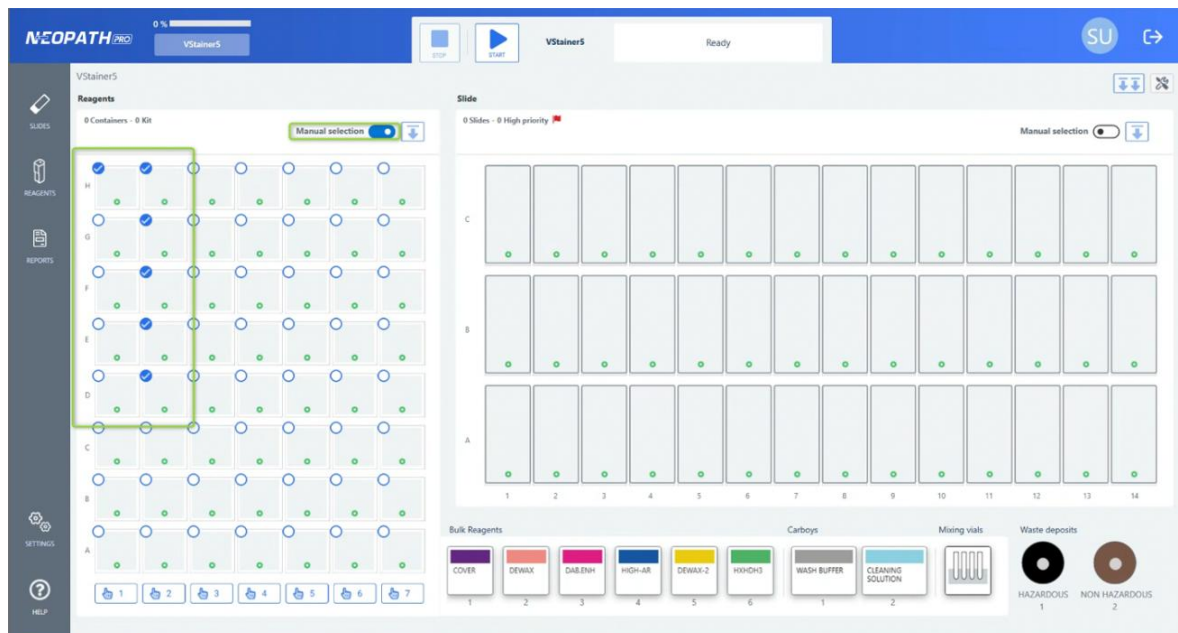 NEOPATH PRO
0 %
VStainer5
STOP
START
VStainer5
Ready
SU
SLIDES
REAGENTS
REPORTS
SETTINGS
HELP
VStainer5
Reagents
0 Containers - 0 Kit
Manual selection
H
G
F
E
D
C
B
A
1 2 3 4 5 6 7
Slide
0 Slides - 0 High priority
Manual selection
C
B
A
1 2 3 4 5 6 7 8 9 10 11 12 13 14
Bulk Reagents
COVER DEWAX DAB.ENH HIGH-AR DEWAX-2 HXHDH3
1 2 3 4 5 6
Carboys
WASH BUFFER
CLEANING
SOLUTION
1 2
Mixing vials
Waste deposits
HAZARDOUS NON HAZARDOUS
1 2